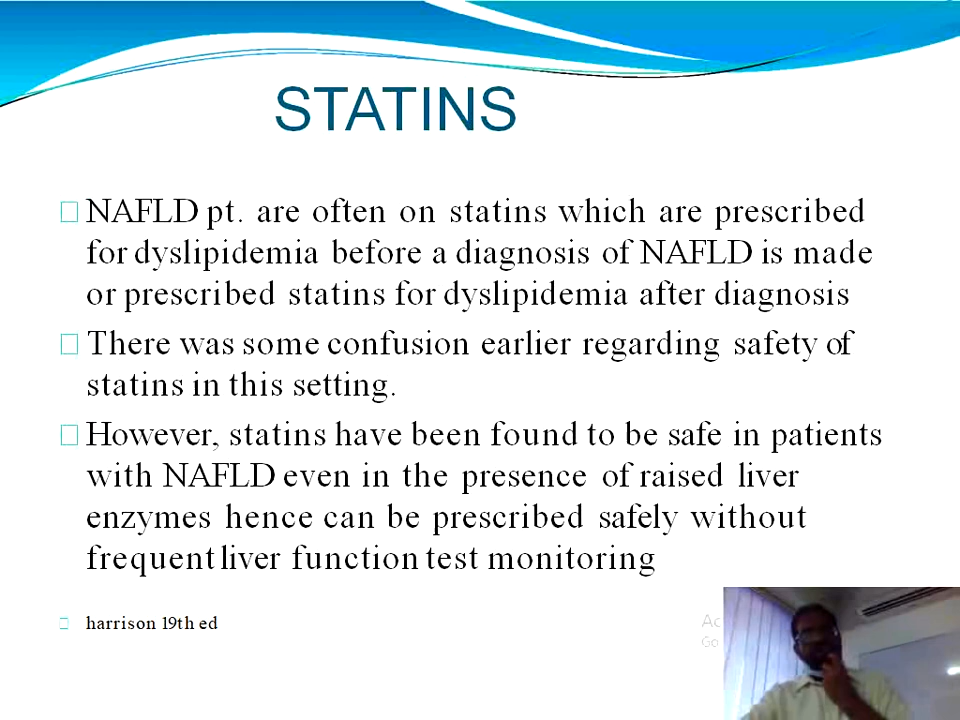 STATINS
NAFLD pt. are often on statins which are prescribed
for dyslipidemia before a diagnosis of NAFLD is made
or prescribed statins for dyslipidemia after diagnosis
There was some confusion earlier regarding safety of
statins in this setting.
However, statins have been found to be safe in patients
with NAFLD even in the presence of raised liver
enzymes hence can be prescribed safely without
frequent liver function test monitoring
harrison 19th ed
Ac
Go